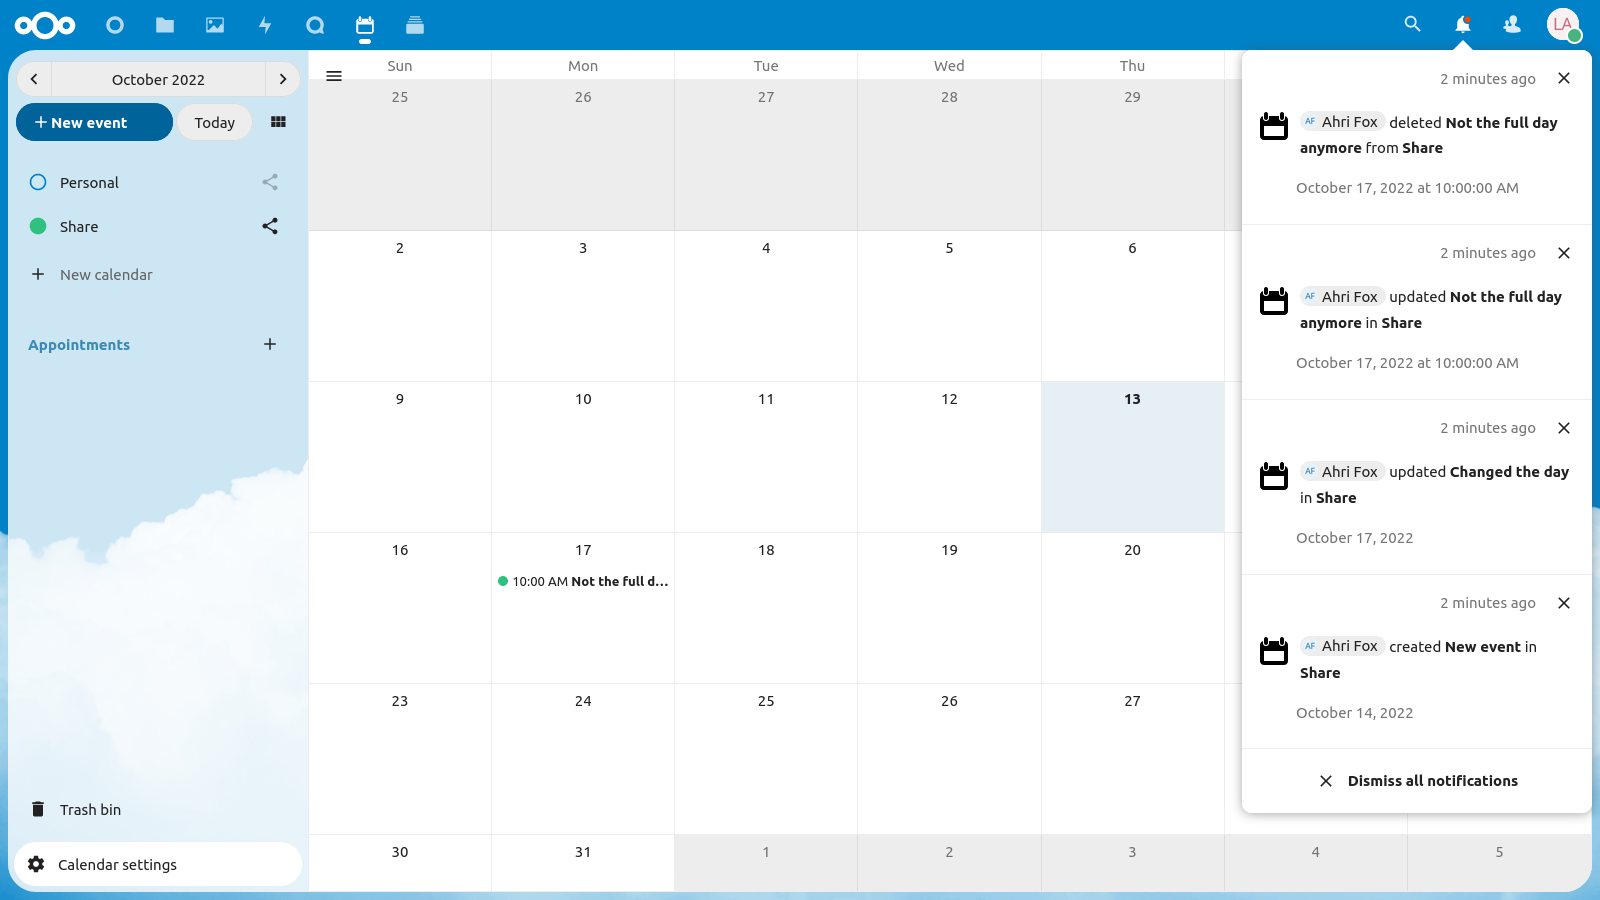 LA
October 2022
New event
Today
Personal
Share
New calendar
Appointments
Trash bin
Calendar settings
Sun Mon Tue Wed Thu
25 26 27 28 29
2 3 4 5 6
9 10 11 12 13
16 17 18 19 20
10:00 AM Not the full d...
23 24 25 26 27
30 31 1 2 3 4 5
2 minutes ago
AF Ahri Fox deleted Not the full day
anymore from Share
October 17, 2022 at 10:00:00 AM
2 minutes ago
AF Ahri Fox updated Not the full day
anymore in Share
October 17, 2022 at 10:00:00 AM
2 minutes ago
AF Ahri Fox updated Changed the day
in Share
October 17, 2022
2 minutes ago
AF Ahri Fox created New event in
Share
October 14, 2022
Dismiss all notifications